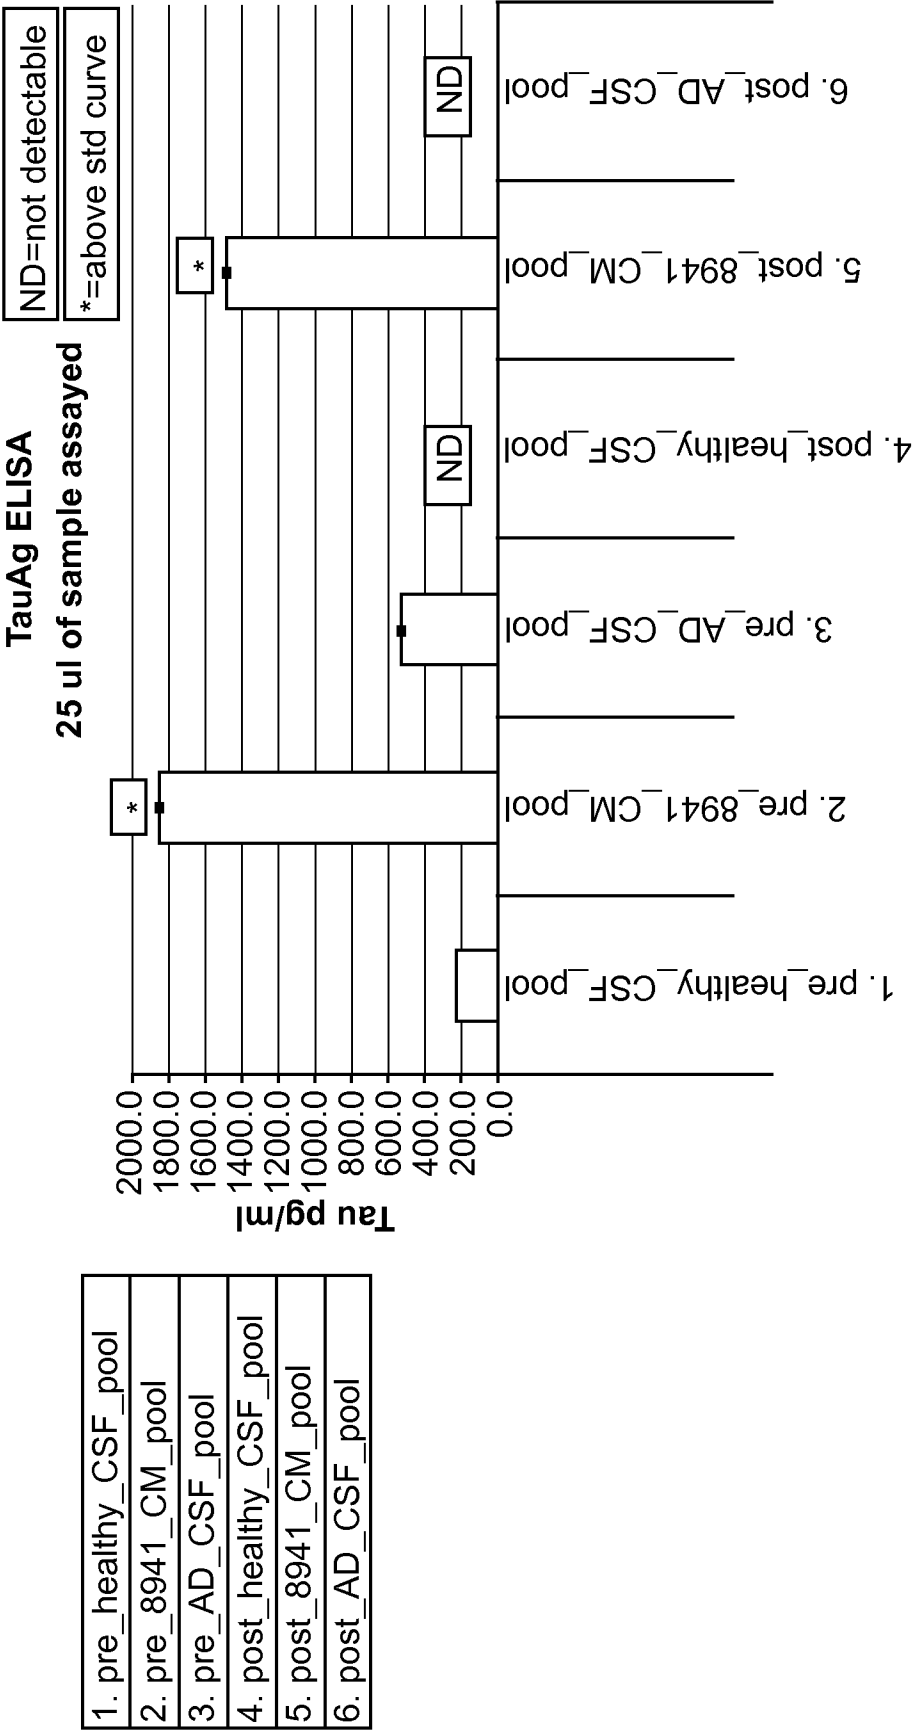 TauAg ELISA
25 ul of sample assayed
ND=not detectable
*=above std curve
1. pre_healthy_CSF_pool
2. pre_8941_CM_pool
3. pre_AD_CSF_pool
4. post_healthy_CSF_pool
5. post_8941_CM_pool
6. post_AD_CSF_pool
Tau pg/ml
2000.0
1800.0
1600.0
1400.0
1200.0
1000.0
800.0
600.0
400.0
200.0
0.0
*
ND
*
ND
1. pre_healthy_CSF_pool
2. pre_8941_CM_pool
3. pre_AD_CSF_pool
4. post_healthy_CSF_pool
5. post_8941_CM_pool
6. post_AD_CSF_pool